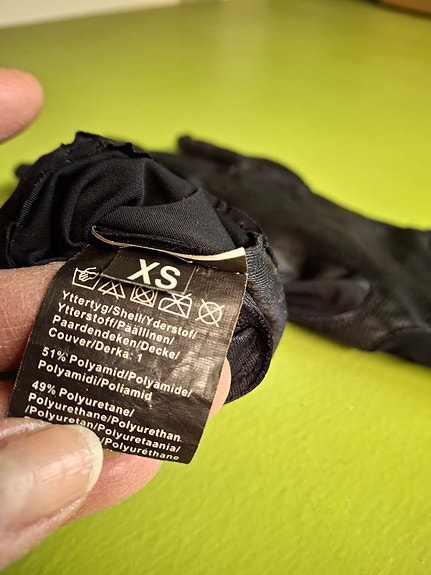 XS
Yttertyg/Shell/Yderstof/
Ytterstoff/Päällinen/
Paardendeken/Decke/
Couver/Derka: 1
51% Polyamid/Polyamide/
Polyamidi/Poliamid
49% Polyuretane/
Polyurethane/Polyurethan
/Polyuretan/Polyuretaania/
/Polyuréthane